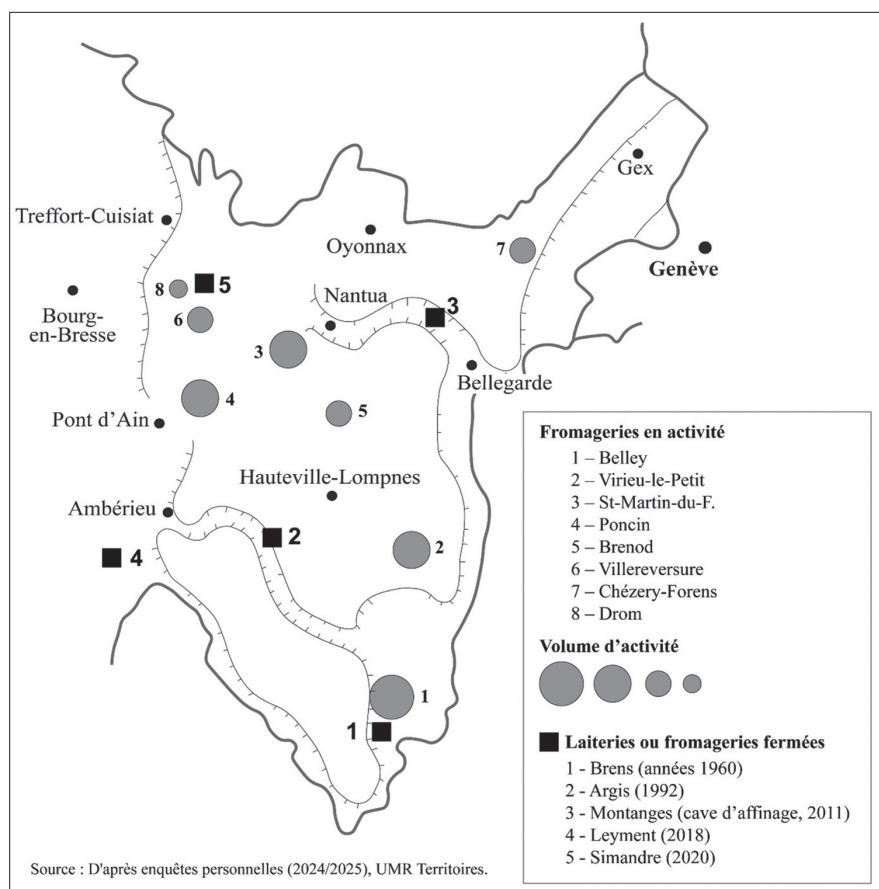 Gex
Treffort-Cuisiat
Oyonnax
7
Genève
8
5
Nantua
3
Bourg-
en-Bresse
6
3
Bellegarde
4
5
Pont d’Ain
Hauteville-Lompnes
Ambérieu
2
2
4
1
1
Fromageries en activité
1 – Belley
2 – Virieu-le-Petit
3 – St-Martin-du-F.
4 – Poncin
5 – Brenod
6 – Villereversure
7 – Chézery-Forens
8 – Drom
Volume d’activité
Laiteries ou fromageries fermées
1 - Brens (années 1960)
2 - Argis (1992)
3 - Montanges (cave d’affinage, 2011)
4 - Leyment (2018)
5 - Simandre (2020)
Source : D'après enquêtes personnelles (2024/2025), UMR Territoires.